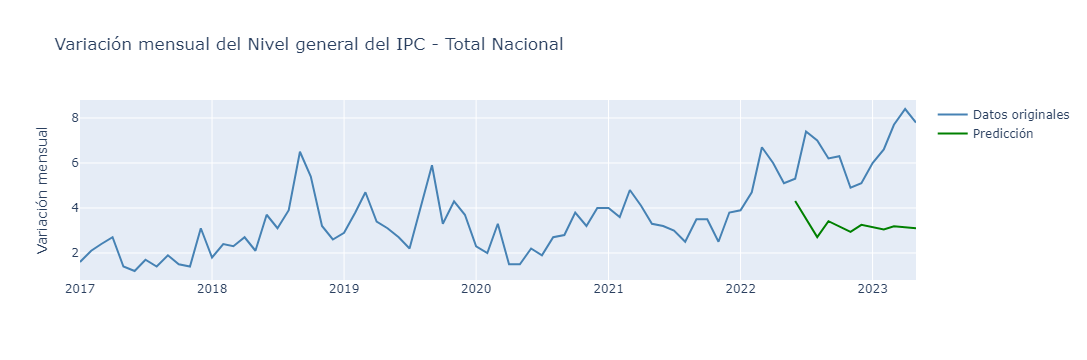 Variación mensual del Nivel general del IPC - Total Nacional
Variación mensual
8
6
4
2
2017 2018 2019 2020 2021 2022 2023
Datos originales
Predicción